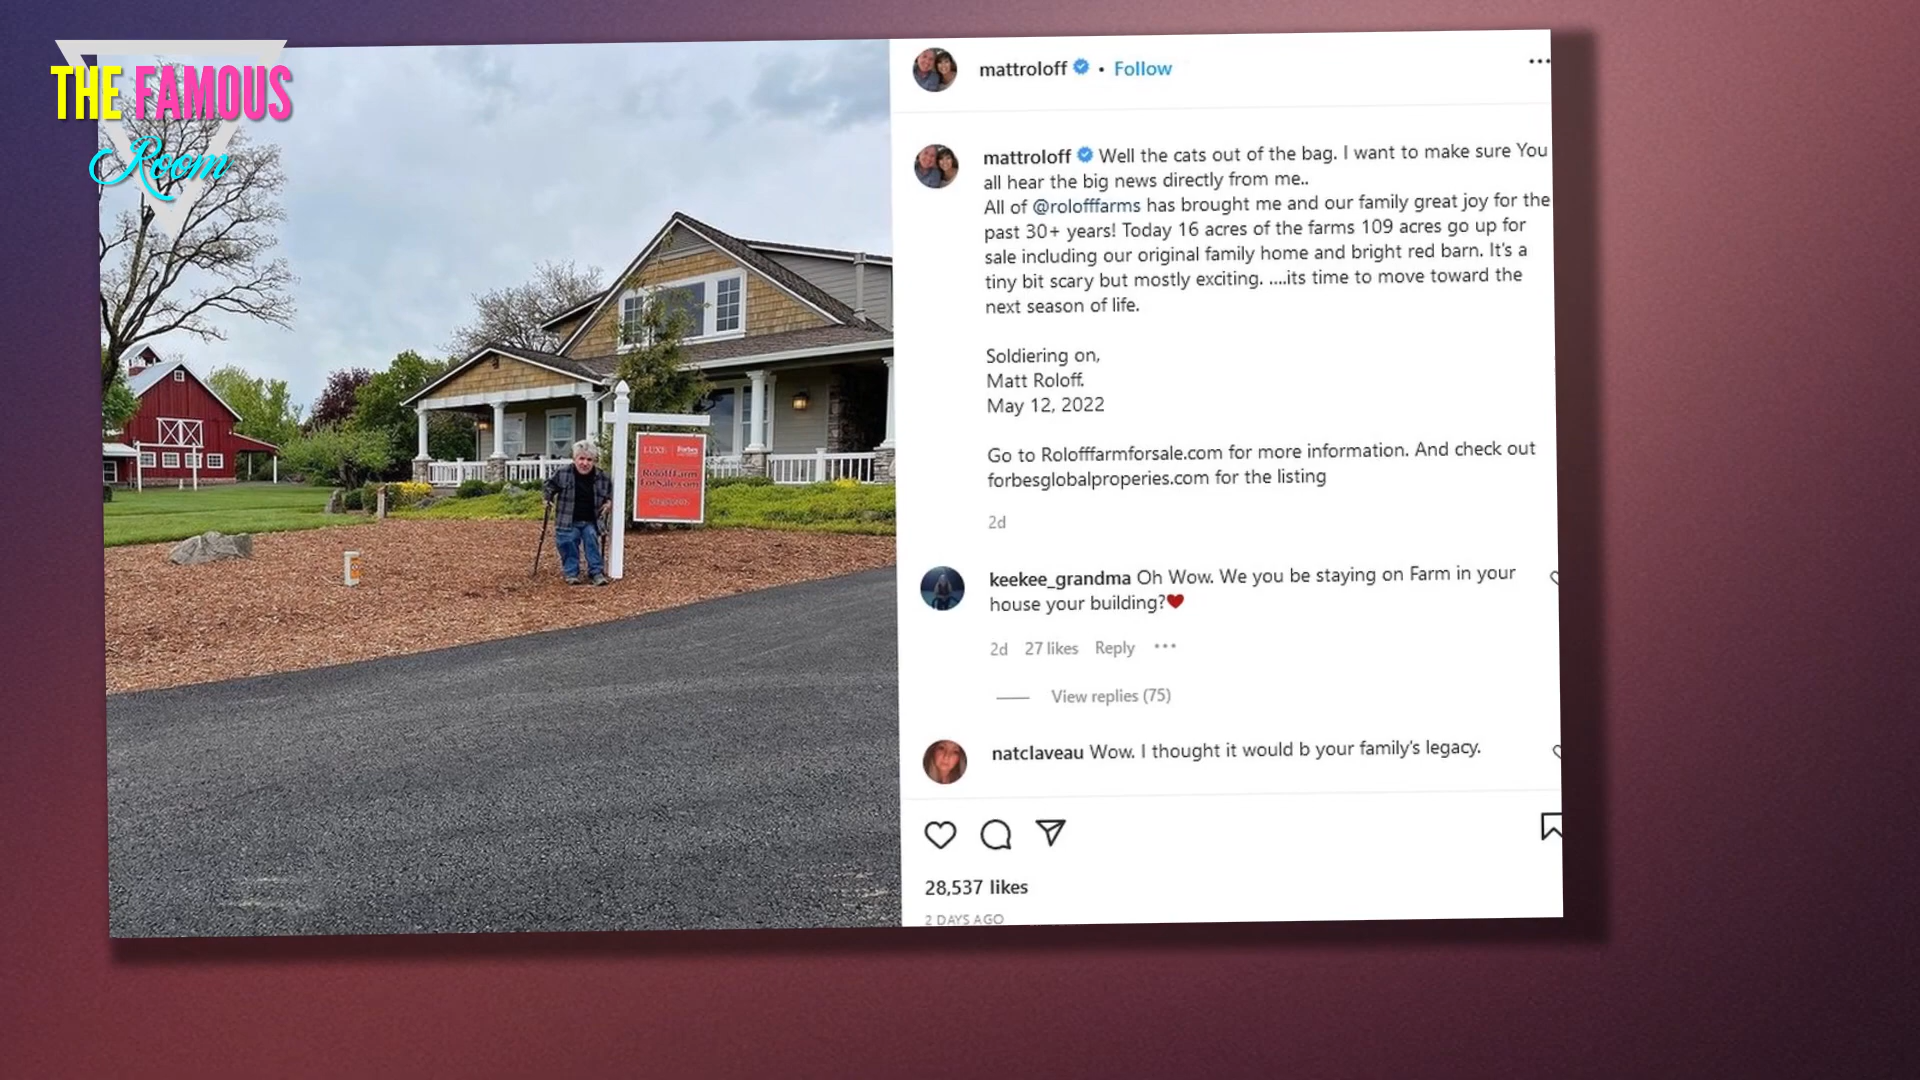 THE FAMOUS
Room
mattroloff • Follow
mattroloff Well the cats out of the bag. I want to make sure You
all hear the big news directly from me..
All of @rolofffarms has brought me and our family great joy for the
past 30+ years! Today 16 acres of the farms 109 acres go up for
sale including our original family home and bright red barn. It's a
tiny bit scary but mostly exciting. ....its time to move toward the
next season of life.
Soldiering on,
Matt Roloff.
May 12, 2022
Go to Rolofffarmforsale.com for more information. And check out
forbesglobalproperies.com for the listing
2d
keekee_grandma Oh Wow. We you be staying on Farm in your
house your building?❤
2d 27 likes Reply •••
View replies (75)
natclaveau Wow. I thought it would b your family's legacy.
28,537 likes
2 DAYS AGO
LUXE Forbes
RoloffFarm
ForSale.com